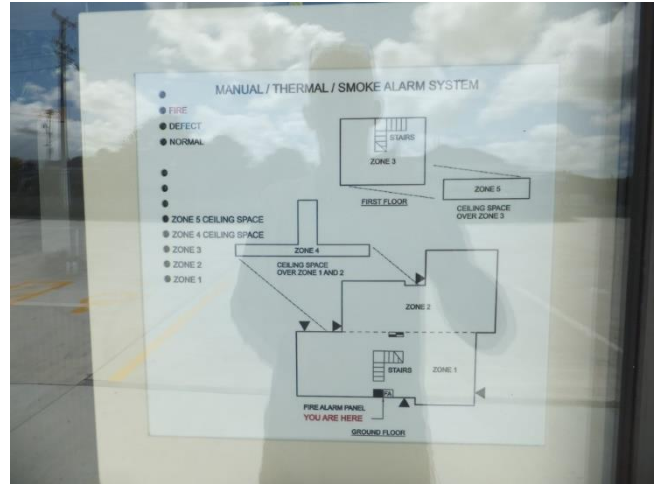 MANUAL / THERMAL / SMOKE ALARM SYSTEM
FIRE
DEFECT
NORMAL
STAIRS
ZONE 3
FIRST FLOOR
ZONE 5
CEILING SPACE
OVER ZONE 3
ZONE 5 CEILING SPACE
ZONE 4 CEILING SPACE
ZONE 3
ZONE 2
ZONE 1
ZONE 4
CEILING SPACE
OVER ZONE 1 AND 2
ZONE 2
STAIRS
ZONE 1
FIRE ALARM PANEL
YOU ARE HERE
GROUND FLOOR